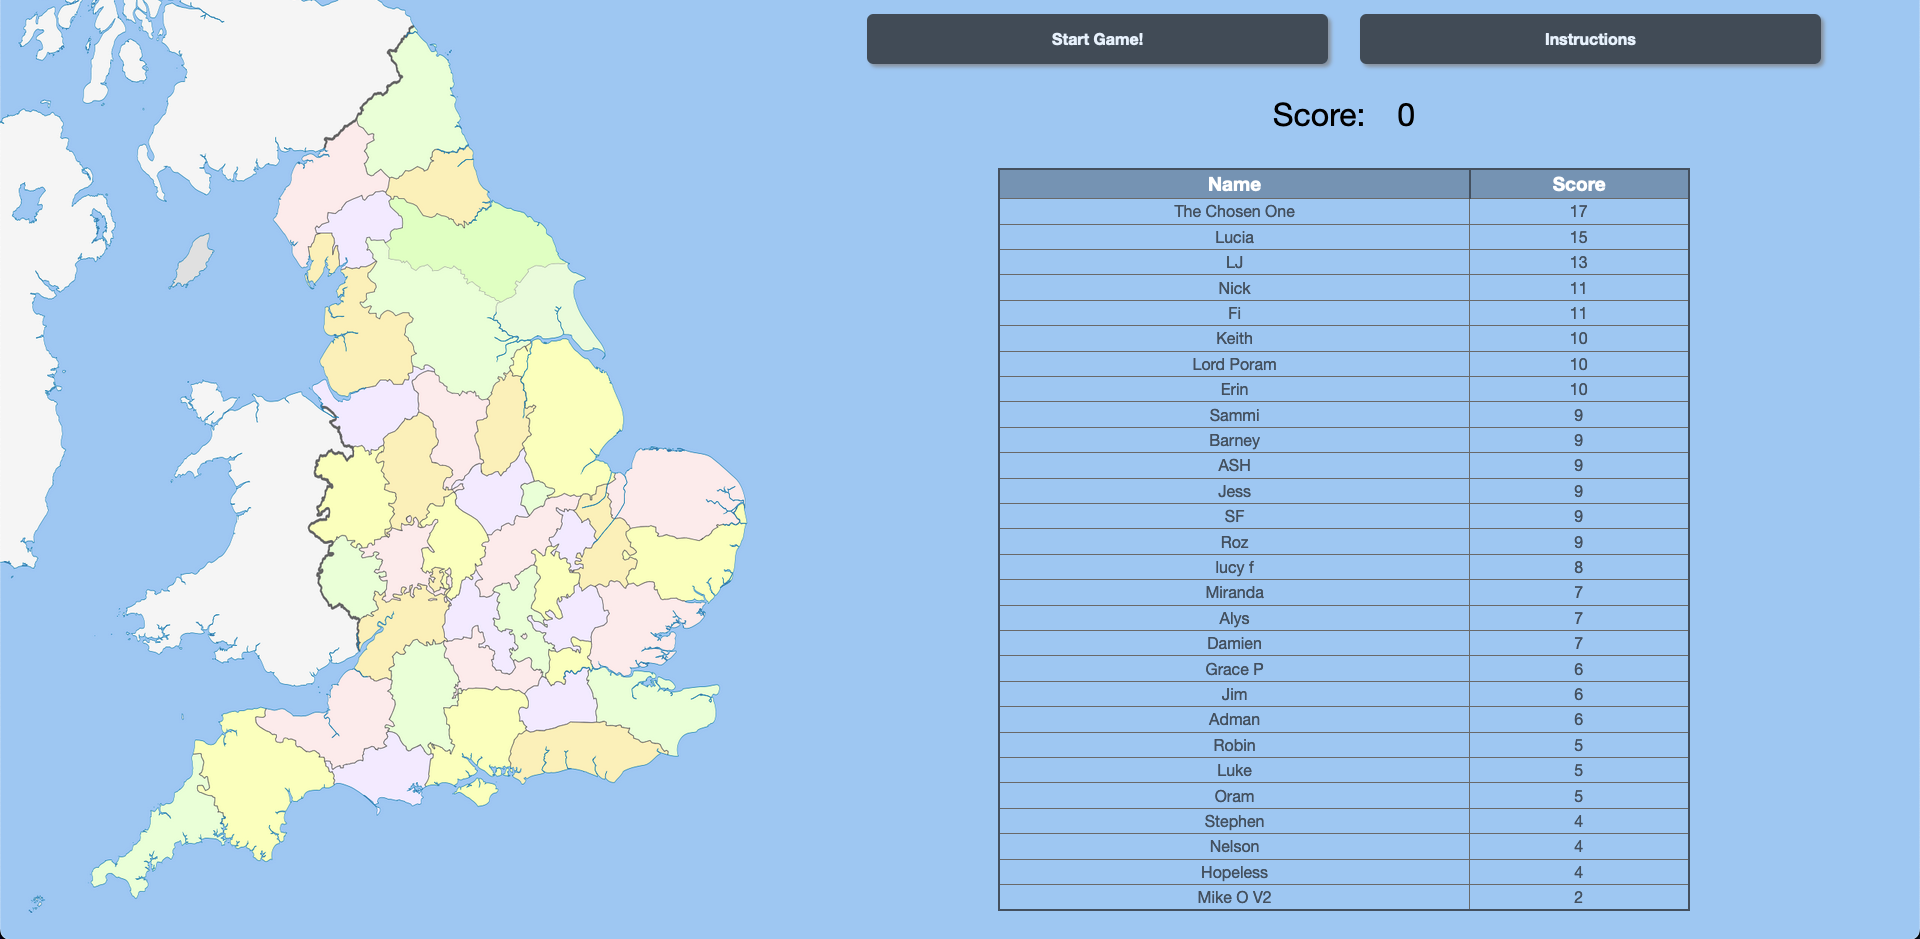 Start Game!
Instructions
Score: 0
Name Score
The Chosen One 17
Lucia 15
LJ 13
Nick 11
Fi 11
Keith 10
Lord Poram 10
Erin 10
Sammi 9
Barney 9
ASH 9
Jess 9
SF 9
Roz 9
lucy f 8
Miranda 7
Alys 7
Damien 7
Grace P 6
Jim 6
Adman 6
Robin 5
Luke 5
Oram 5
Stephen 4
Nelson 4
Hopeless 4
Mike O V2 2